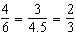 4/6 = 3/4.5 = 2/3